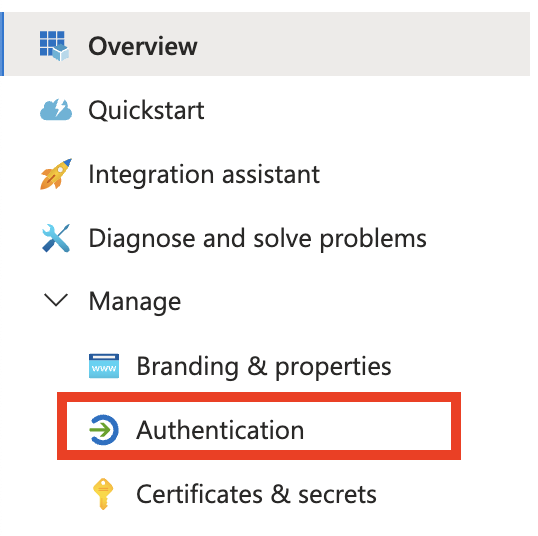 Overview
Quickstart
Integration assistant
Diagnose and solve problems
Manage
www
Branding & properties
Authentication
Certificates & secrets